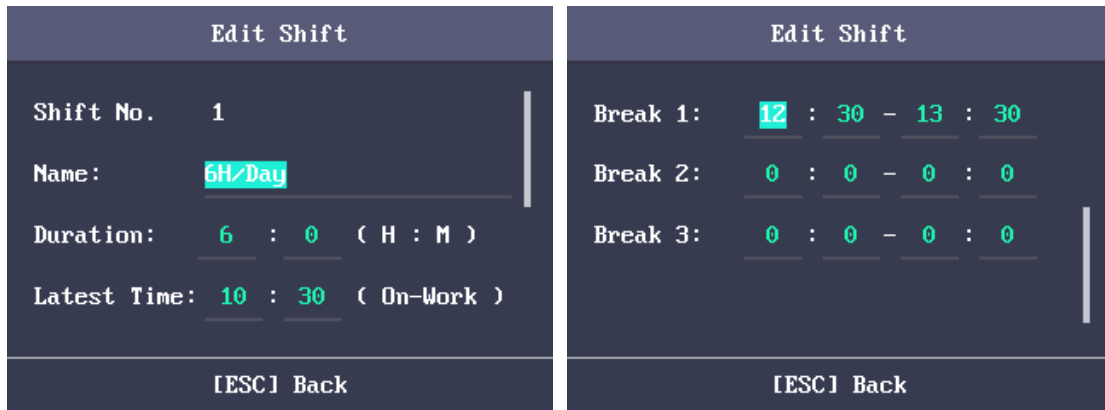 Edit Shift
Shift No. 1
Name: 6H/Day
Duration: 6 : 0 ( H : M )
Latest Time: 10 : 30 ( On-Work )
[ESC] Back
Edit Shift
Break 1: 12 : 30 - 13 : 30
Break 2: 0 : 0 - 0 : 0
Break 3: 0 : 0 - 0 : 0
[ESC] Back